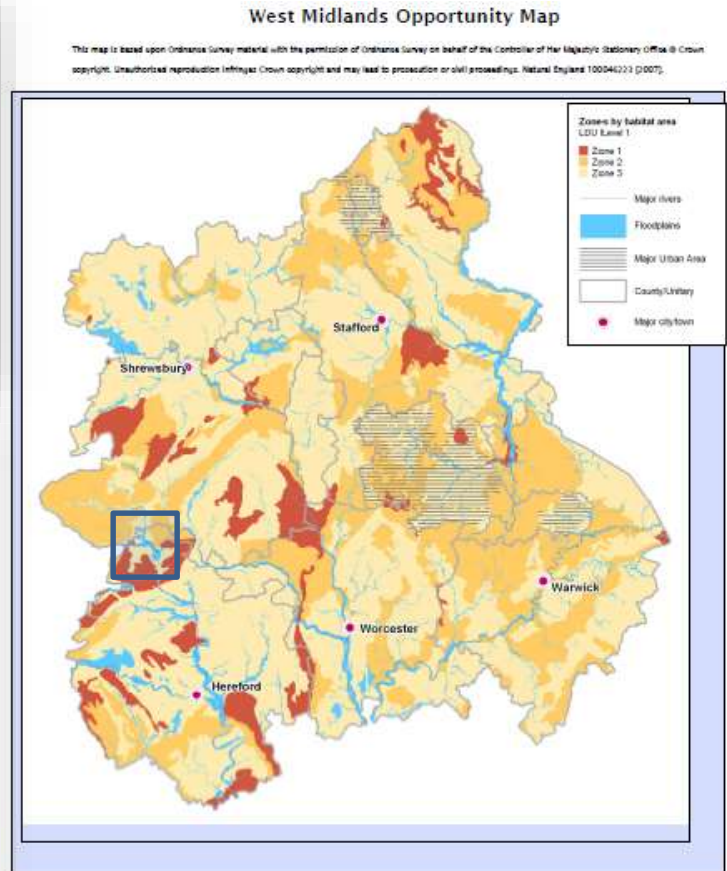 West Midlands Opportunity Map
This map is based upon Ordnance Survey material with the permission of Ordnance Survey on behalf of the Controller of Her Majesty's Stationery Office © Crown
copyright. Unauthorised reproduction infringes Crown copyright and may lead to prosecution or civil proceedings. Natural England 100046223 [2007].
Zones by habitat area
LDU Level 1
Zone 1
Zone 2
Zone 3
Major rivers
Floodplains
Major Urban Area
County/Unitary
Major city/town
Stafford
Shrewsbury
Warwick
Worcester
Hereford